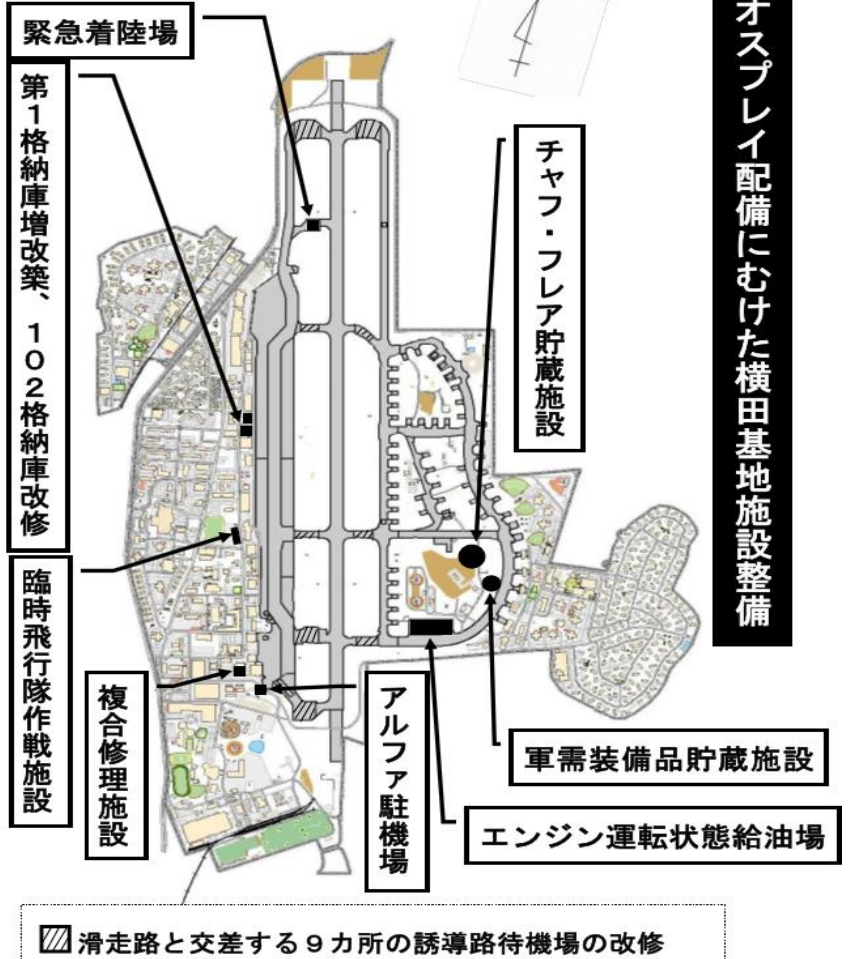 オスプレイ配備にむけた横田基地施設整備
緊急着陸場
第1格納庫増改築、102格納庫改修
チャフ・フレア貯蔵施設
臨時飛行隊作戦施設
複合修理施設
アルファ駐機場
軍需装備品貯蔵施設
エンジン運転状態給油場
滑走路と交差する9カ所の誘導路待機場の改修